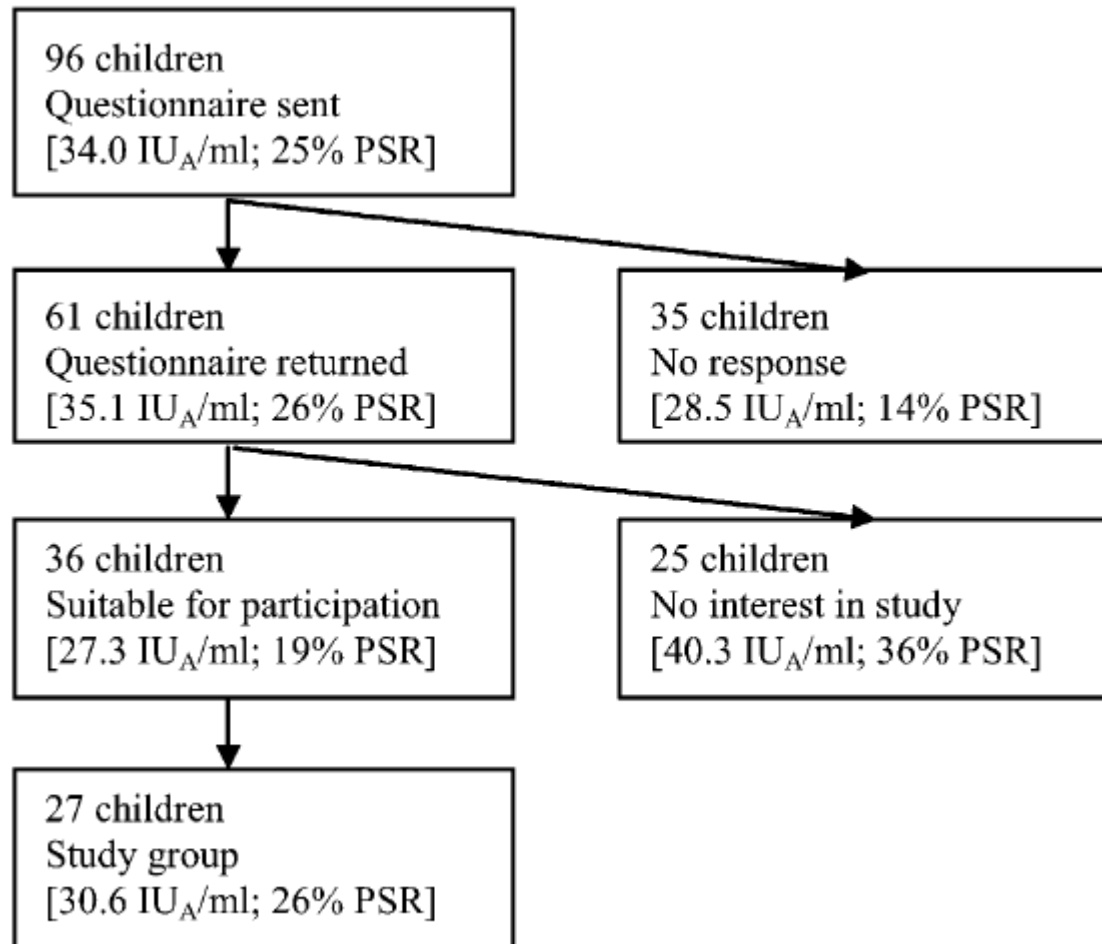 96 children
Questionnaire sent
[34.0 IU_A/ml; 25% PSR]
61 children
Questionnaire returned
[35.1 IU_A/ml; 26% PSR]
35 children
No response
[28.5 IU_A/ml; 14% PSR]
36 children
Suitable for participation
[27.3 IU_A/ml; 19% PSR]
25 children
No interest in study
[40.3 IU_A/ml; 36% PSR]
27 children
Study group
[30.6 IU_A/ml; 26% PSR]